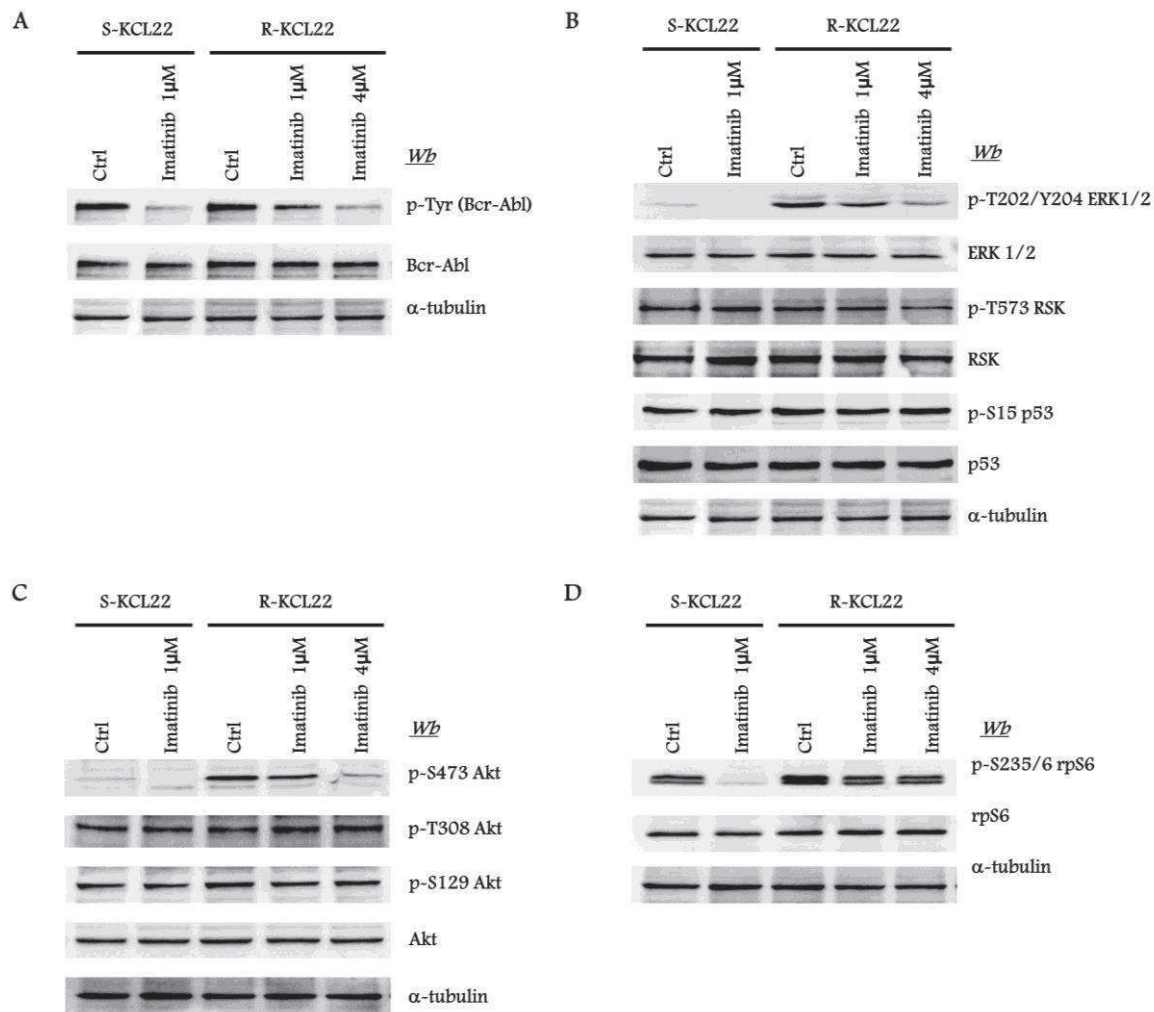 A
S-KCL22 R-KCL22
Ctrl Imatinib 1µM Ctrl Imatinib 1µM Imatinib 4µM
Wb
p-Tyr (Bcr-Abl)
Bcr-Abl
α-tubulin
B
S-KCL22 R-KCL22
Ctrl Imatinib 1µM Ctrl Imatinib 1µM Imatinib 4µM
Wb
p-T202/Y204 ERK1/2
ERK 1/2
p-T573 RSK
RSK
p-S15 p53
p53
α-tubulin
C
S-KCL22 R-KCL22
Ctrl Imatinib 1µM Ctrl Imatinib 1µM Imatinib 4µM
Wb
p-S473 Akt
p-T308 Akt
p-S129 Akt
Akt
α-tubulin
D
S-KCL22 R-KCL22
Ctrl Imatinib 1µM Ctrl Imatinib 1µM Imatinib 4µM
Wb
p-S235/6 rpS6
rpS6
α-tubulin